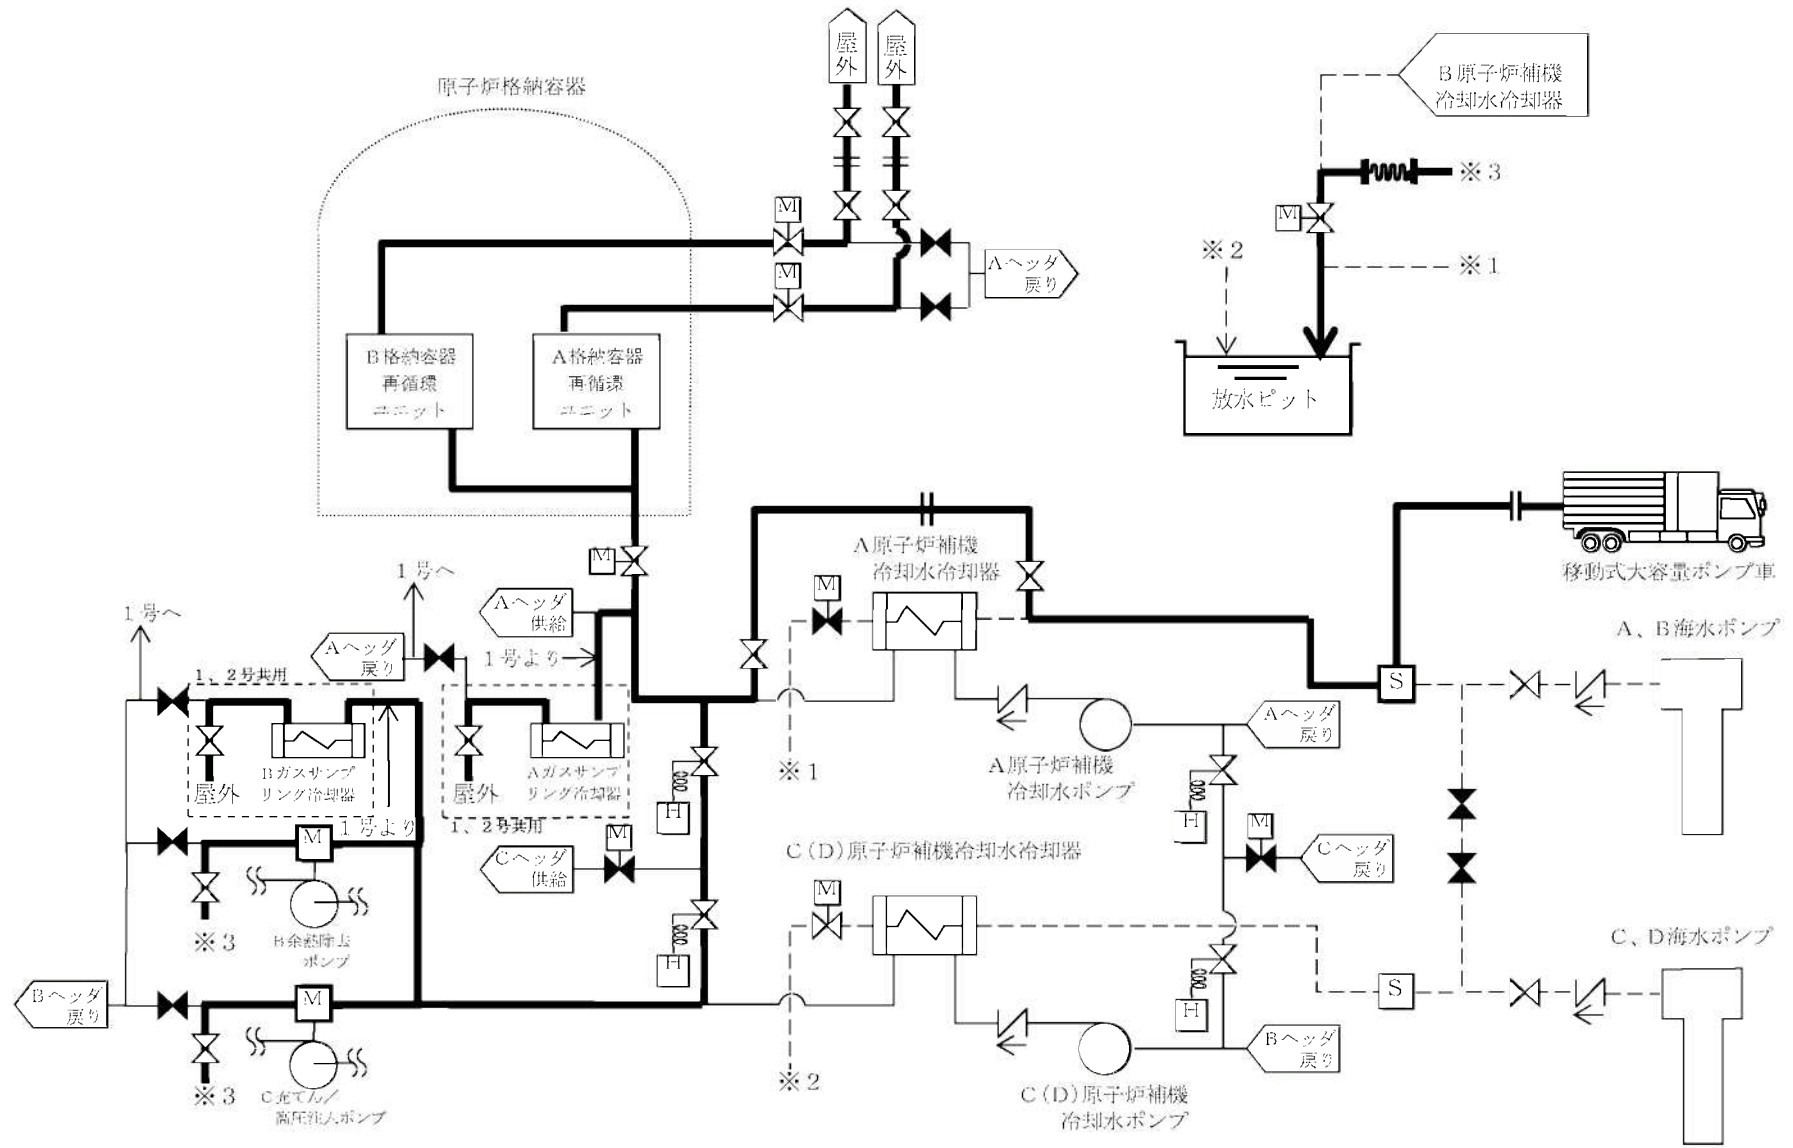 屋
外
屋
外
原子炉格納容器
B原子炉補機
冷却水冷却器
※3
M
M
※2
※1
M
Aヘッダ
戻り
B格納容器
再循環
ユニット
A格納容器
再循環
ユニット
放水ピット
移動式大容量ポンプ車
M
A原子炉補機
冷却水冷却器
M
1号へ
1号へ
Aヘッダ
供給
1号より
Aヘッダ
戻り
1、2号共用
A、B海水ポンプ
S
Aヘッダ
戻り
Bガスサンプ
リング冷却器
屋外
Aガスサンプ
リング冷却器
屋外
※1
A原子炉補機
冷却水ポンプ
H
H
1号より
1、2号共用
M
M
M
Cヘッダ
供給
C(D)原子炉補機冷却水冷却器
Cヘッダ
戻り
M
※3
B余熱除去
ポンプ
H
C、D海水ポンプ
S
H
Bヘッダ
戻り
M
Bヘッダ
戻り
※3
C充てん/
高圧注入ポンプ
※2
C(D)原子炉補機
冷却水ポンプ